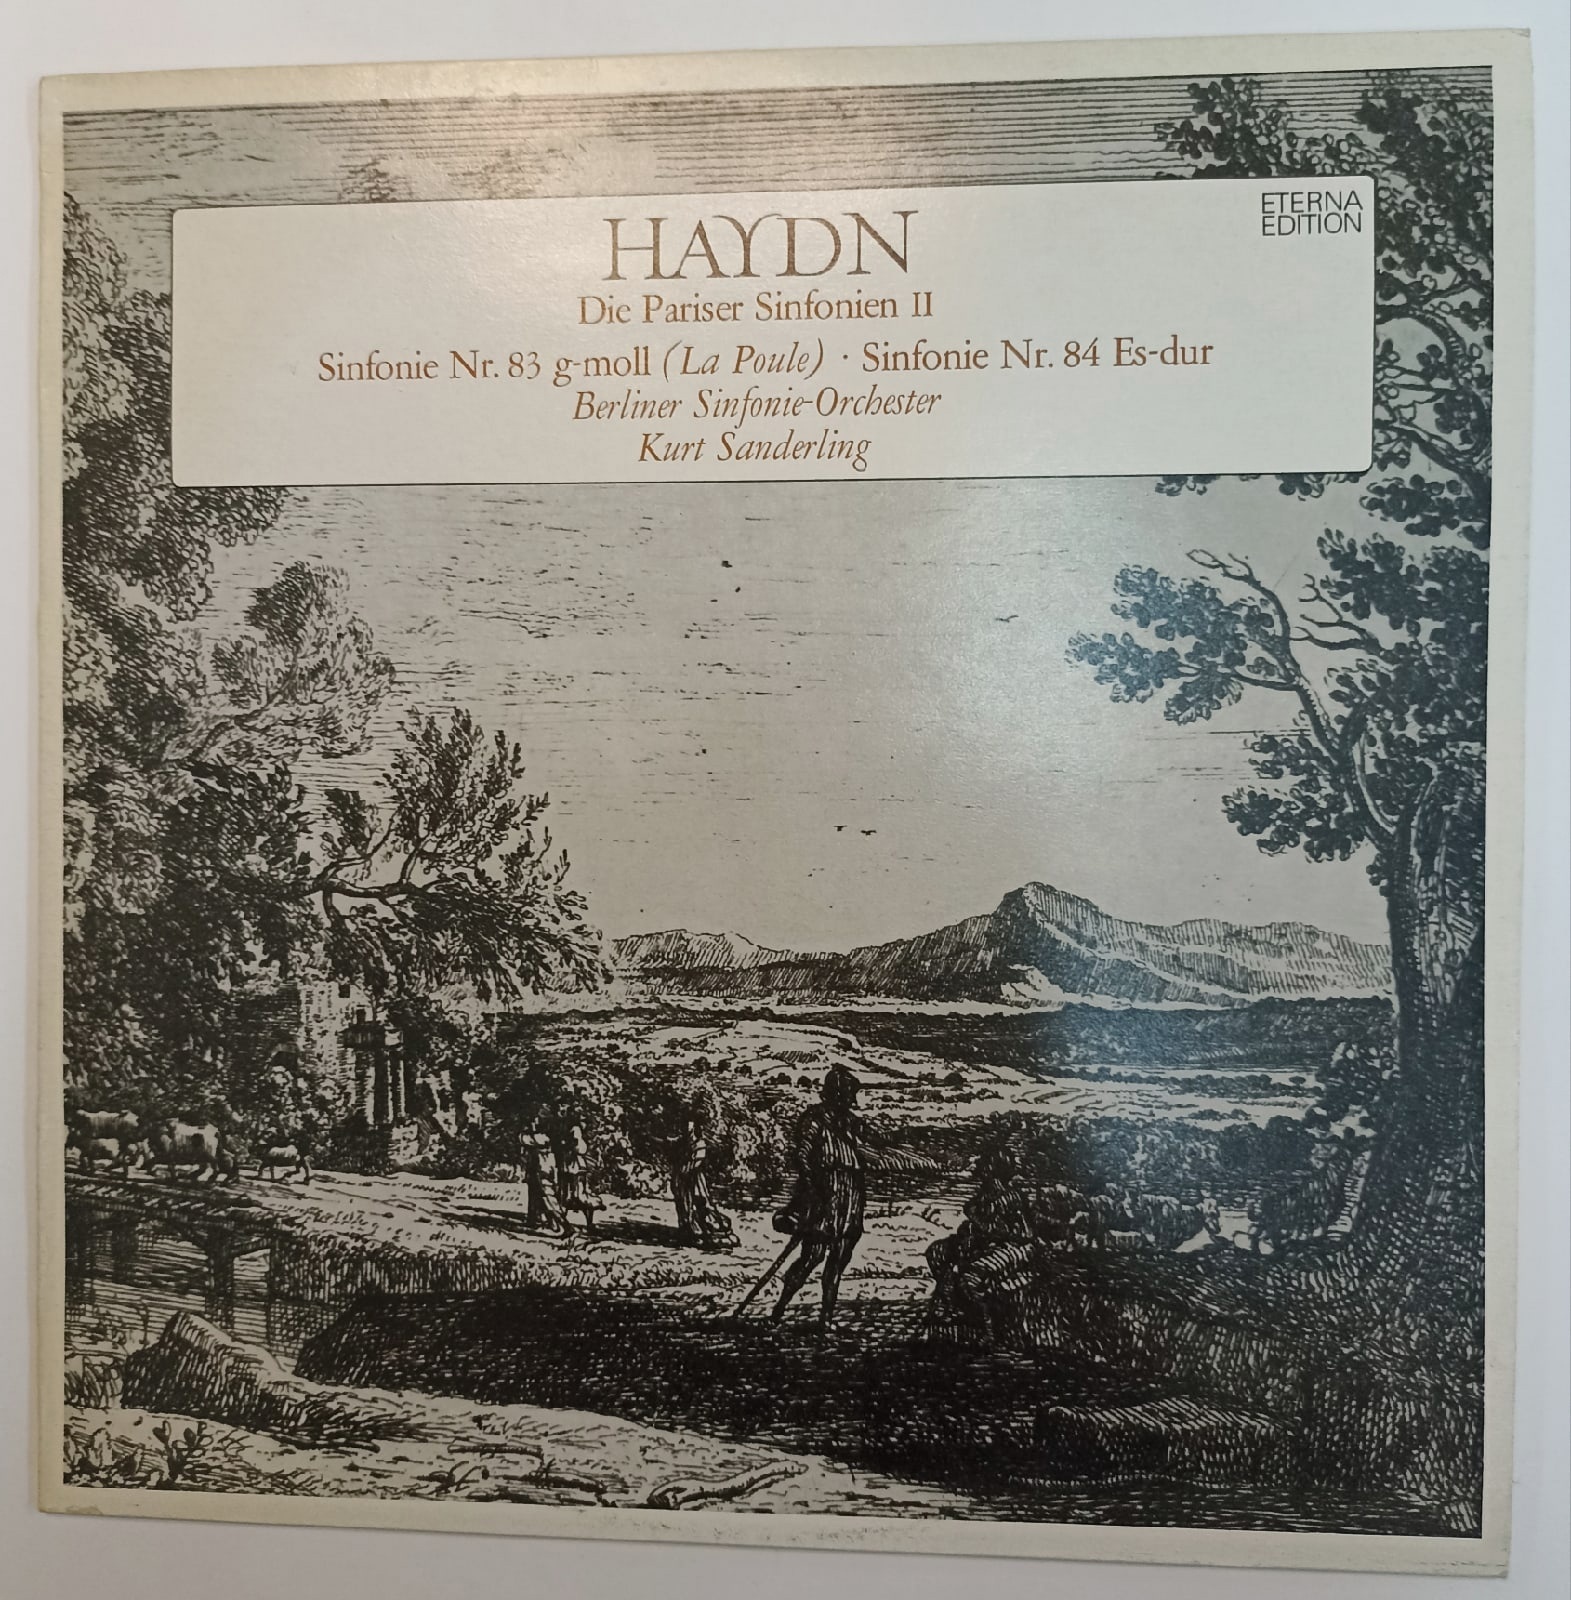 HAYDN
ETERNA
EDITION
Die Pariser Sinfonien II
Sinfonie Nr. 83 g-moll (La Poule) · Sinfonie Nr. 84 Es-dur
Berliner Sinfonie-Orchester
Kurt Sanderling